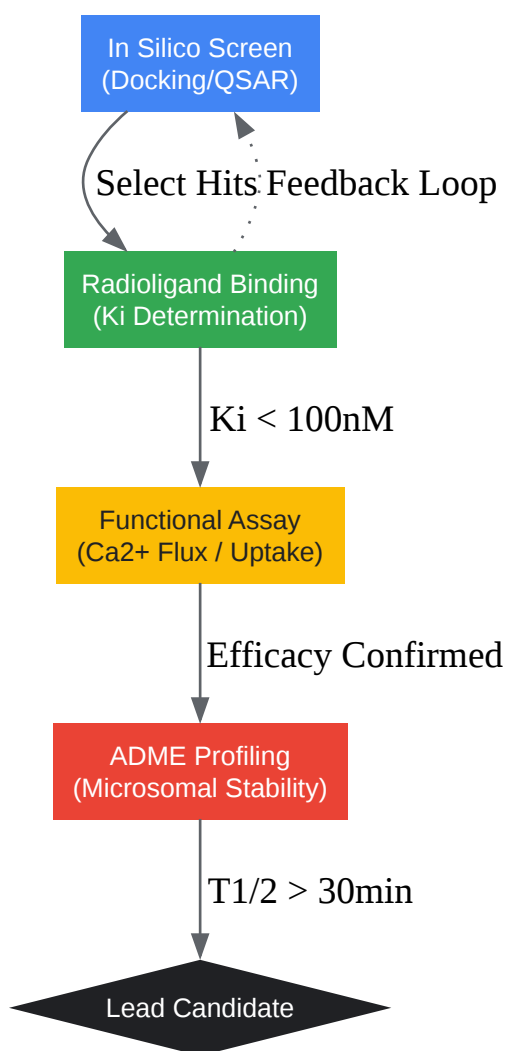 In Silico Screen
(Docking/QSAR)
Select Hits Feedback Loop
Radioligand Binding
(Ki Determination)
Ki < 100nM
Functional Assay
(Ca2+ Flux / Uptake)
Efficacy Confirmed
ADME Profiling
(Microsomal Stability)
T1/2 > 30min
Lead Candidate